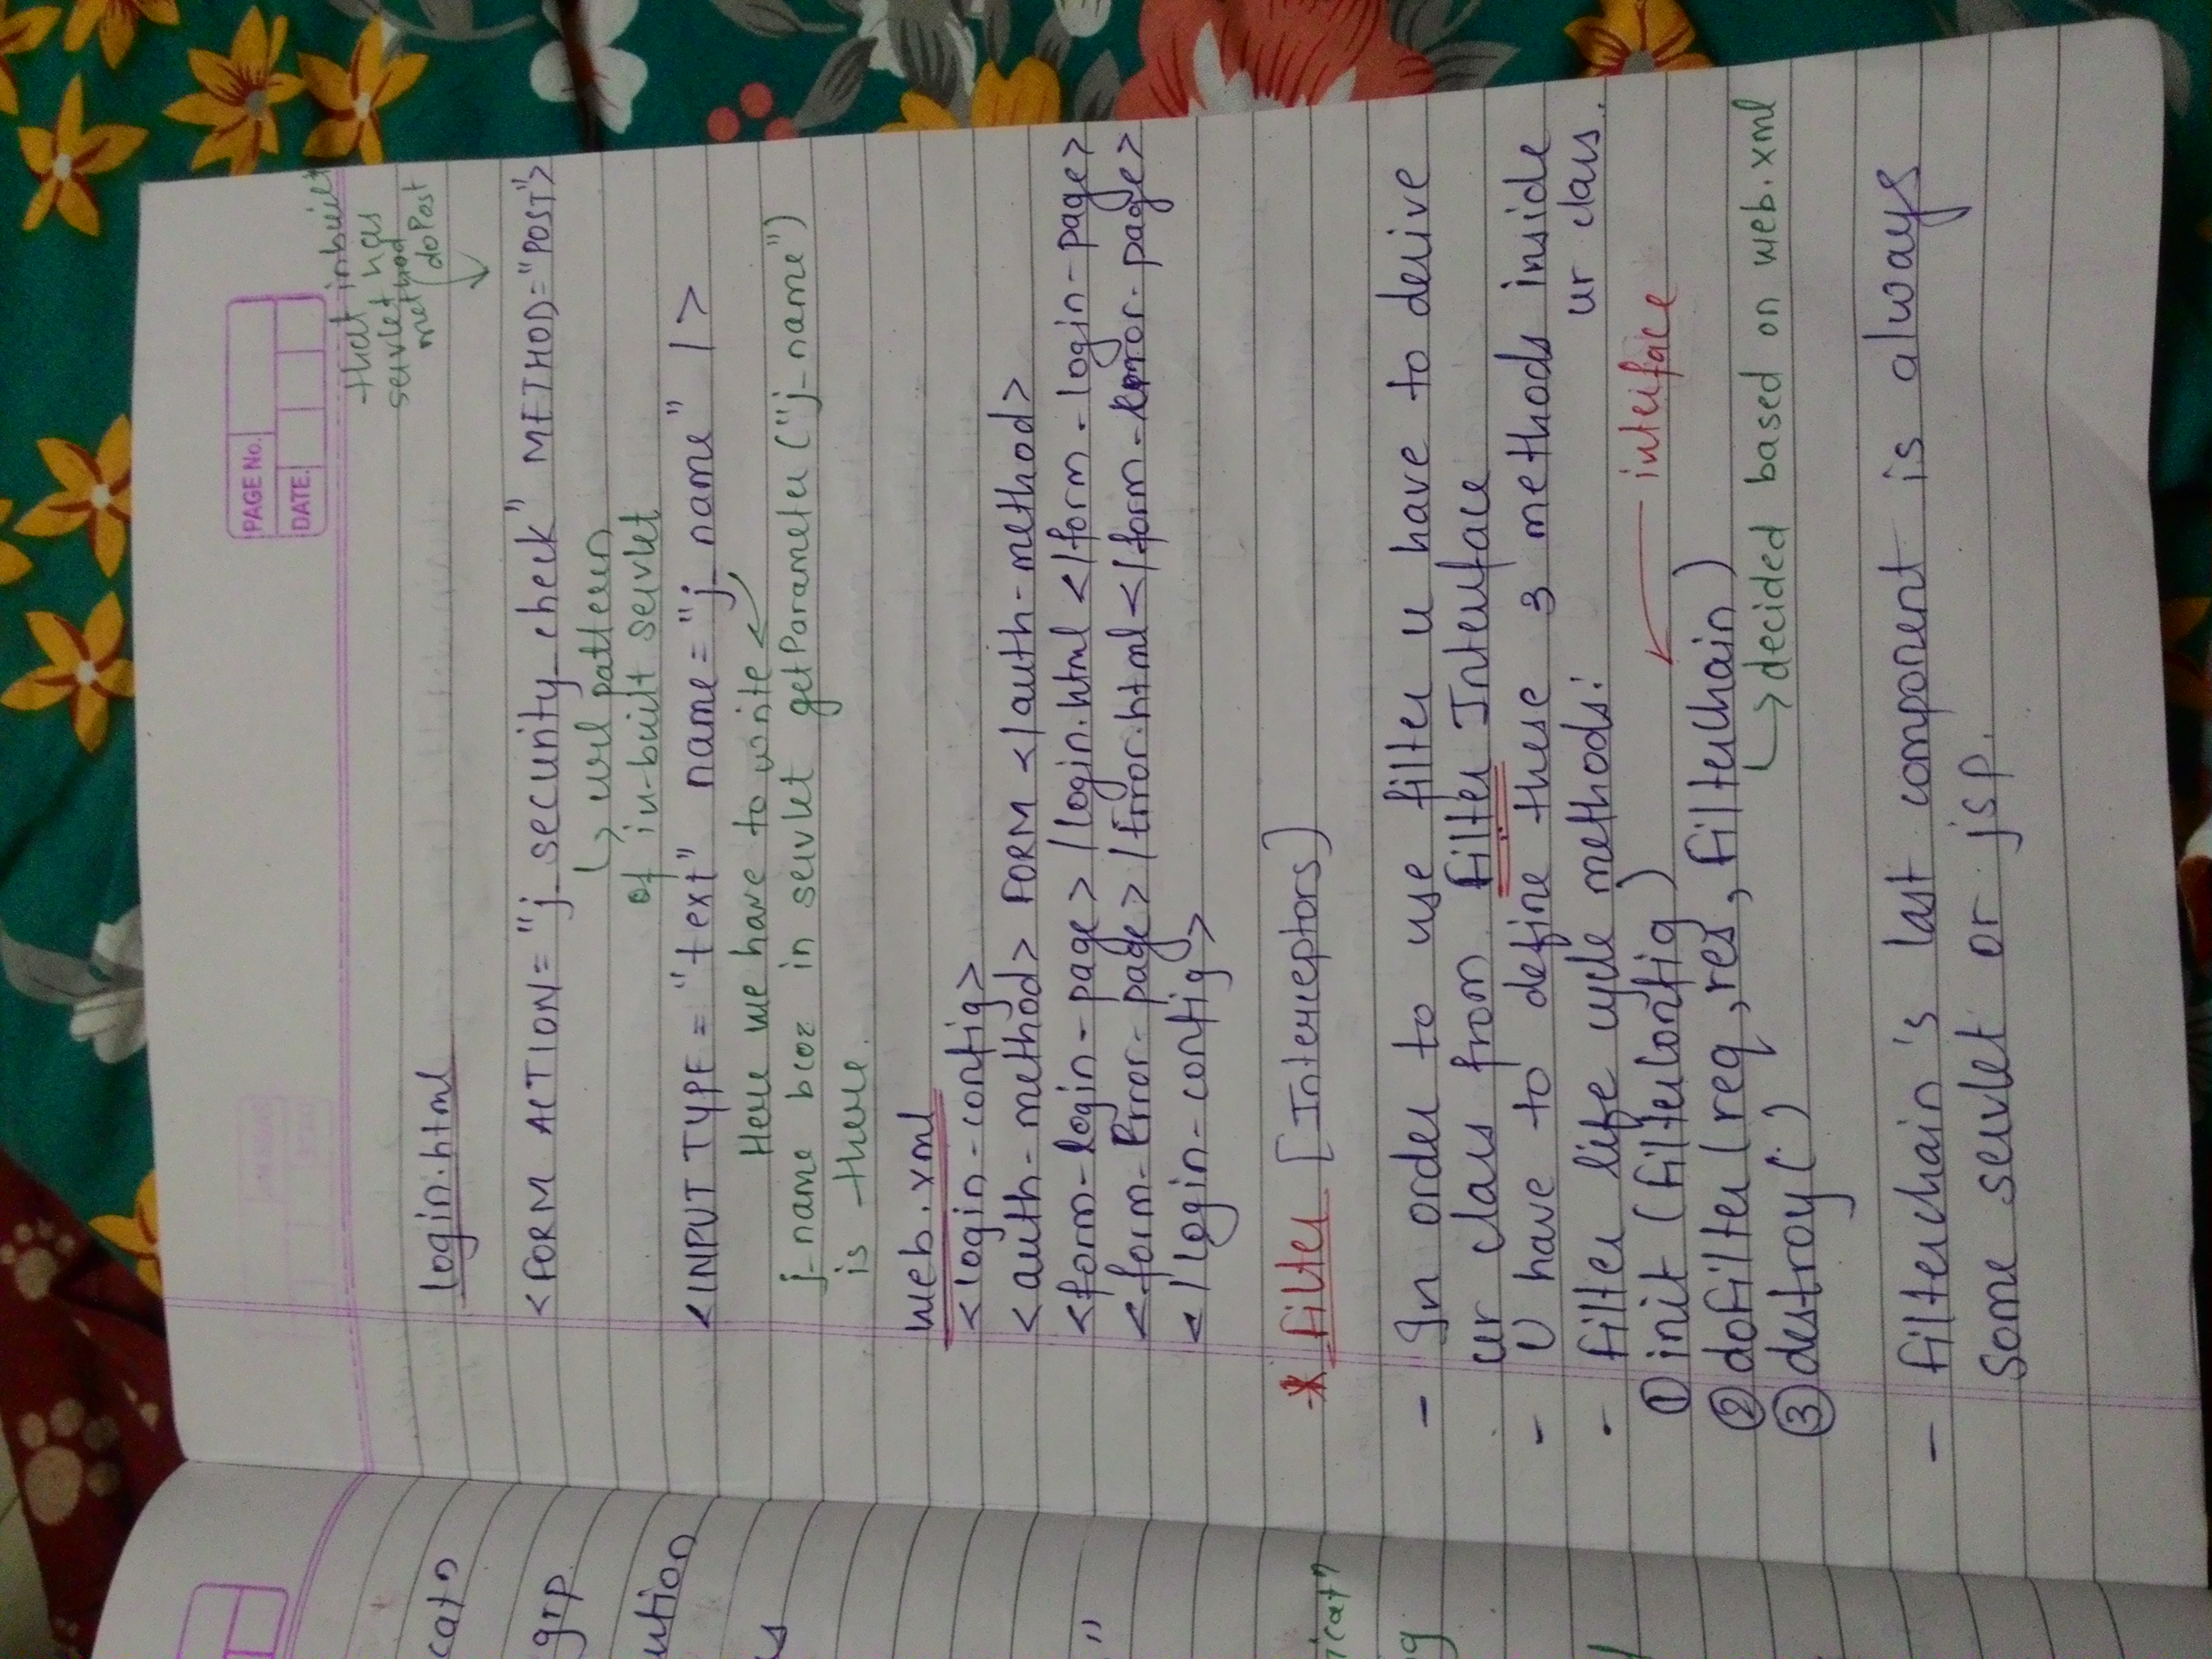 PAGE No.
DATE.
that inbuilt
servlet has
method
doPost
login.html
<FORM ACTION= "j_security_check" METHOD="POST">
↳ url pattern
of in-built servlet
<INPUT TYPE = "text" name = "j_name" />
Here we have to write
j_name bcoz in servlet getParameter ("j_name")
is there.
web.xml
<login-config>
<auth-method> FORM </auth-method>
<form-login-page> /login.html </form-login-page>
<form-Error-page> /Error.html </form-Error-page>
</login-config>
* Filter [Interceptors]
- In order to use filter u have to derive
ur class from Filter Interface
- U have to define these 3 methods inside
ur class.
- Filter life cycle methods:
① init (FilterConfig)
interface
② doFilter (req, res, FilterChain)
↳ decided based on web.xml
③ destroy ( )
- Filterchain's last component is always
some servlet or jsp.
cat?
grp.
ution
s
"
icat?
g